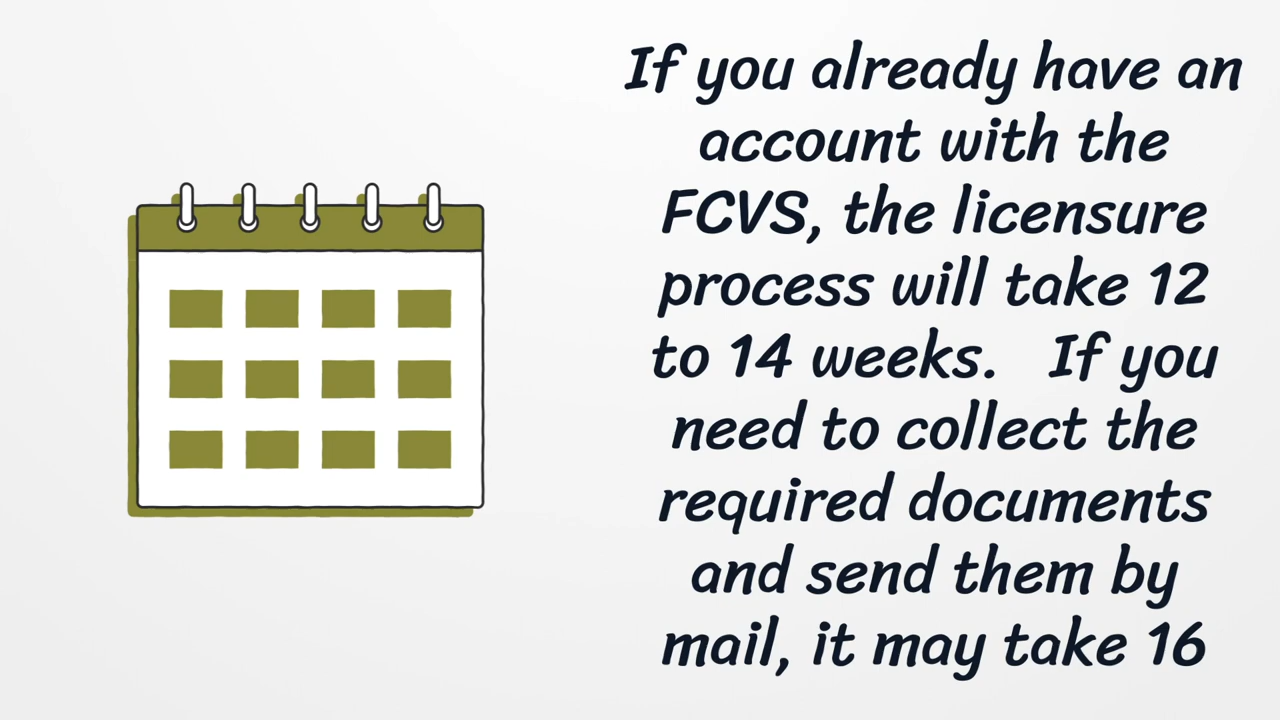 If you already have an
account with the
FCVS, the licensure
process will take 12
to 14 weeks.   If you
need to collect the
required documents
and send them by
mail, it may take 16